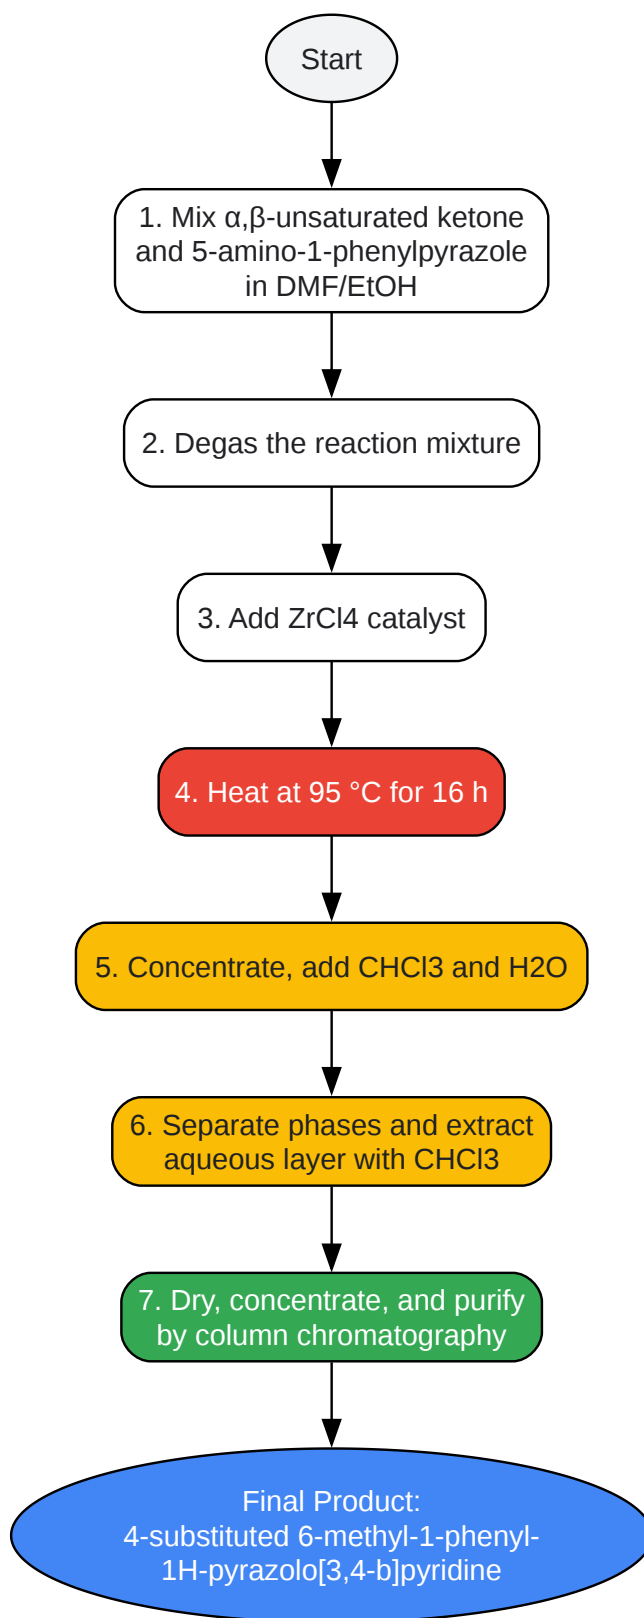 Start
1. Mix α,β-unsaturated ketone
and 5-amino-1-phenylpyrazole
in DMF/EtOH
2. Degas the reaction mixture
3. Add ZrCl4 catalyst
4. Heat at 95 °C for 16 h
5. Concentrate, add CHCl3 and H2O
6. Separate phases and extract
aqueous layer with CHCl3
7. Dry, concentrate, and purify
by column chromatography
Final Product:
4-substituted 6-methyl-1-phenyl-
1H-pyrazolo[3,4-b]pyridine